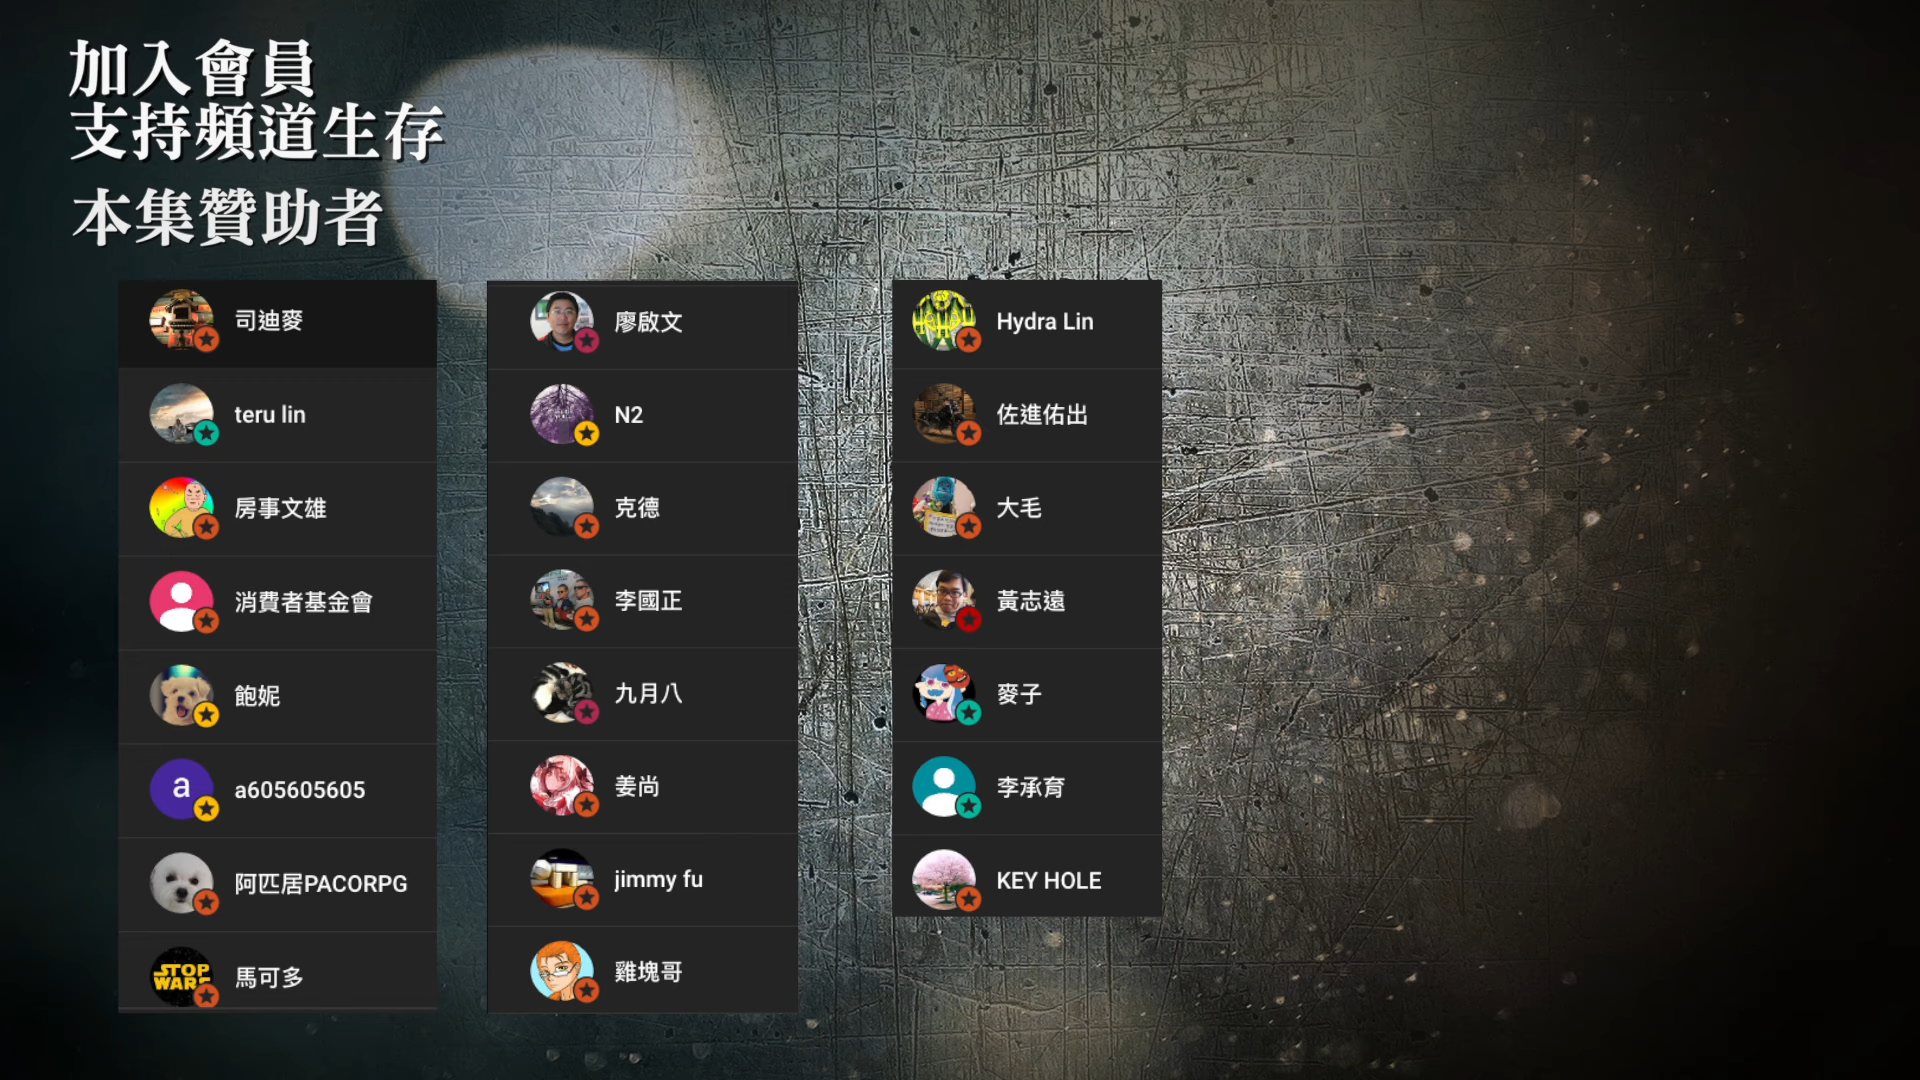 加入會員
支持頻道生存
本集贊助者
司迪麥
teru lin
房事文雄
消費者基金會
飽妮
a
a605605605
阿匹居PACORPG
STOP
WARS
馬可多
廖啟文
N2
克德
李國正
九月八
姜尚
jimmy fu
雞塊哥
Hydra Lin
佐進佑出
大毛
黃志遠
麥子
李承育
KEY HOLE